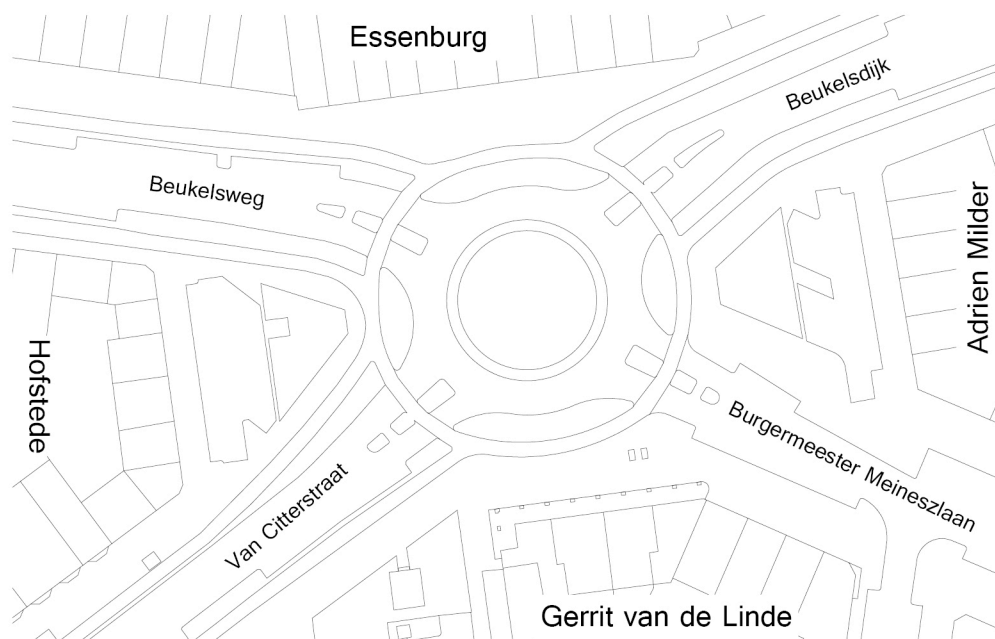 Essenburg
Beukelsdijk
Beukelsweg
Adrien Milder
Hofstede
Burgermeester Meineszlaan
Van Citterstraat
Gerrit van de Linde